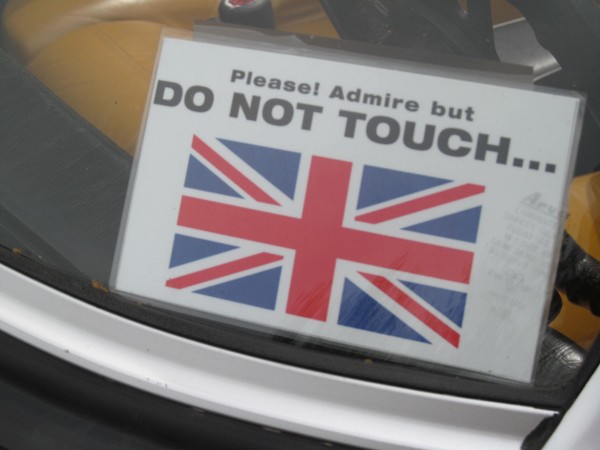 Please! Admire but
DO NOT TOUCH...